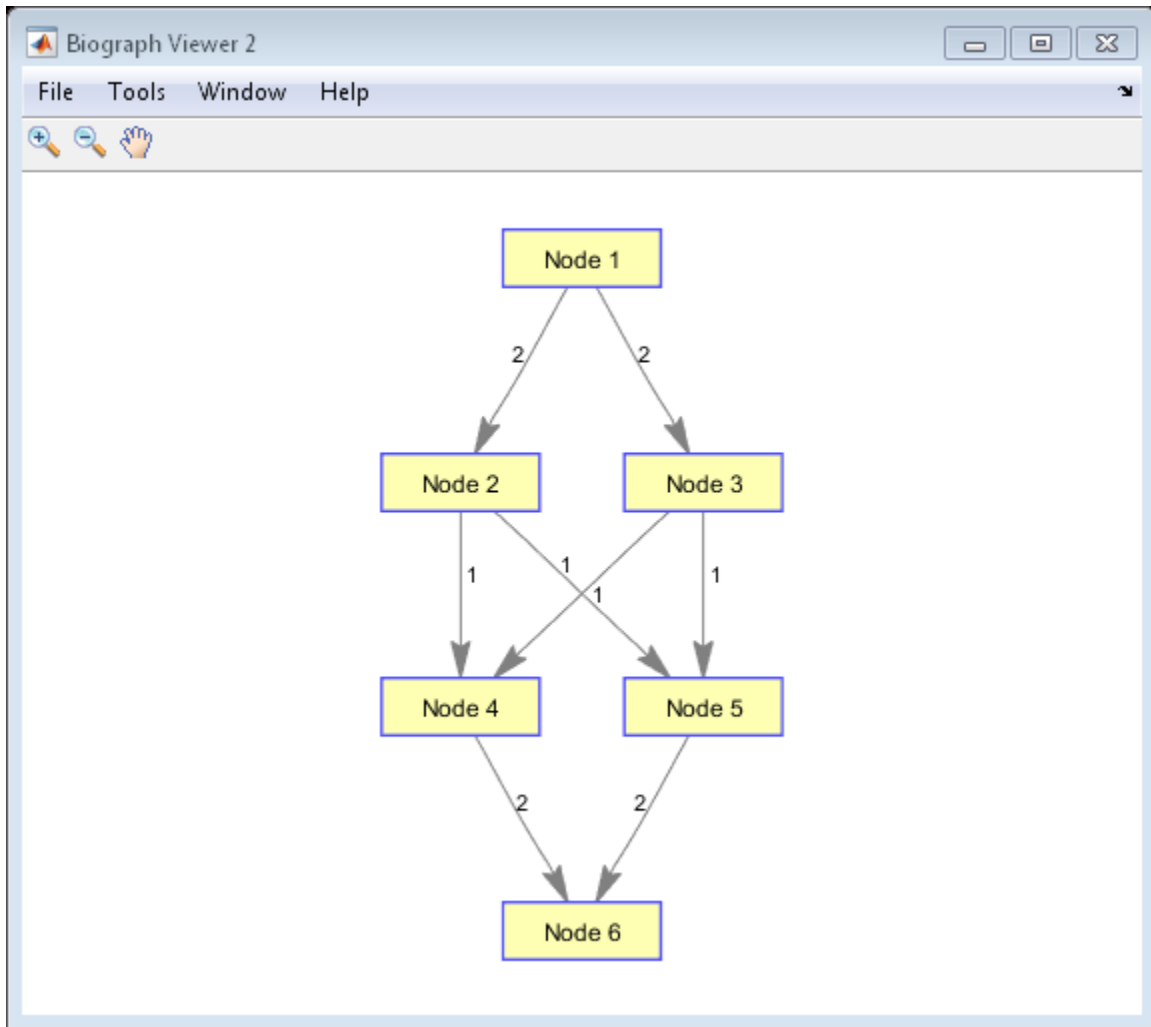 Biograph Viewer 2
File Tools Window Help
Node 1
2 2
Node 2 Node 3
1 1 1 1
Node 4 Node 5
2 2
Node 6